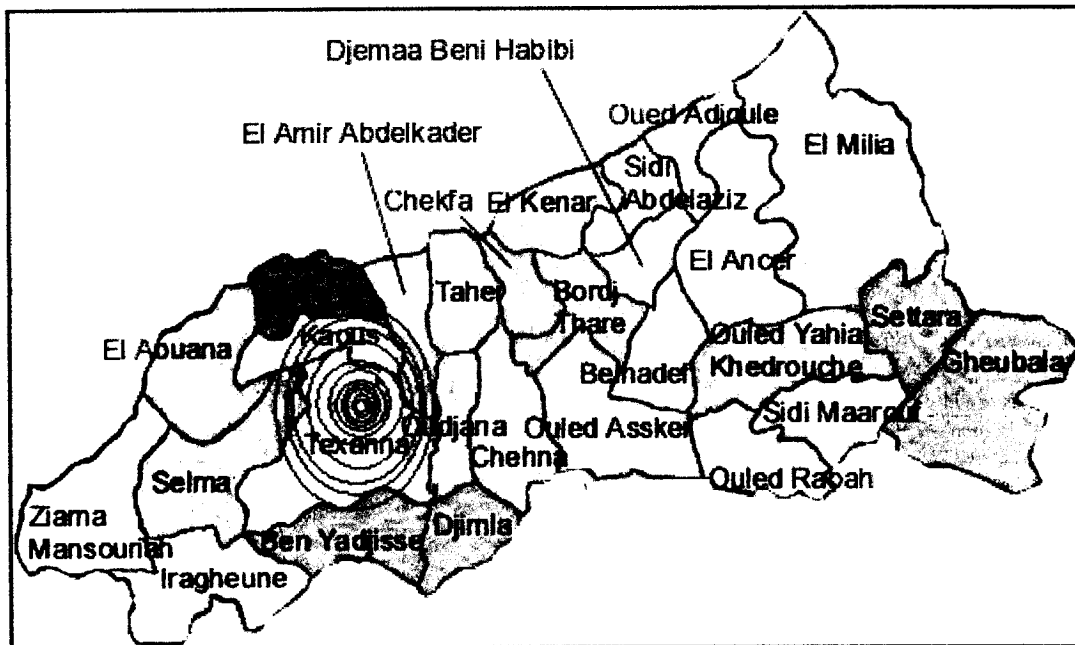 Djemaa Beni Habibi
Oued Adjoule
El Amir Abdelkader
El Milia
Sidi
Abdelaziz
Chekfa
El Kenar
El Ancer
Taher
Bordj
Thare
Settara
Kaous
El Aouana
Ouled Yahia
Khedrouche
Gheubala
Belhadef
Sidi Maarouf
Texanna
Oudjana
Ouled Assker
Chehna
Ouled Rabah
Selma
Ziama
Mansouriah
Ben Yadjisse
Djimla
Iragheune